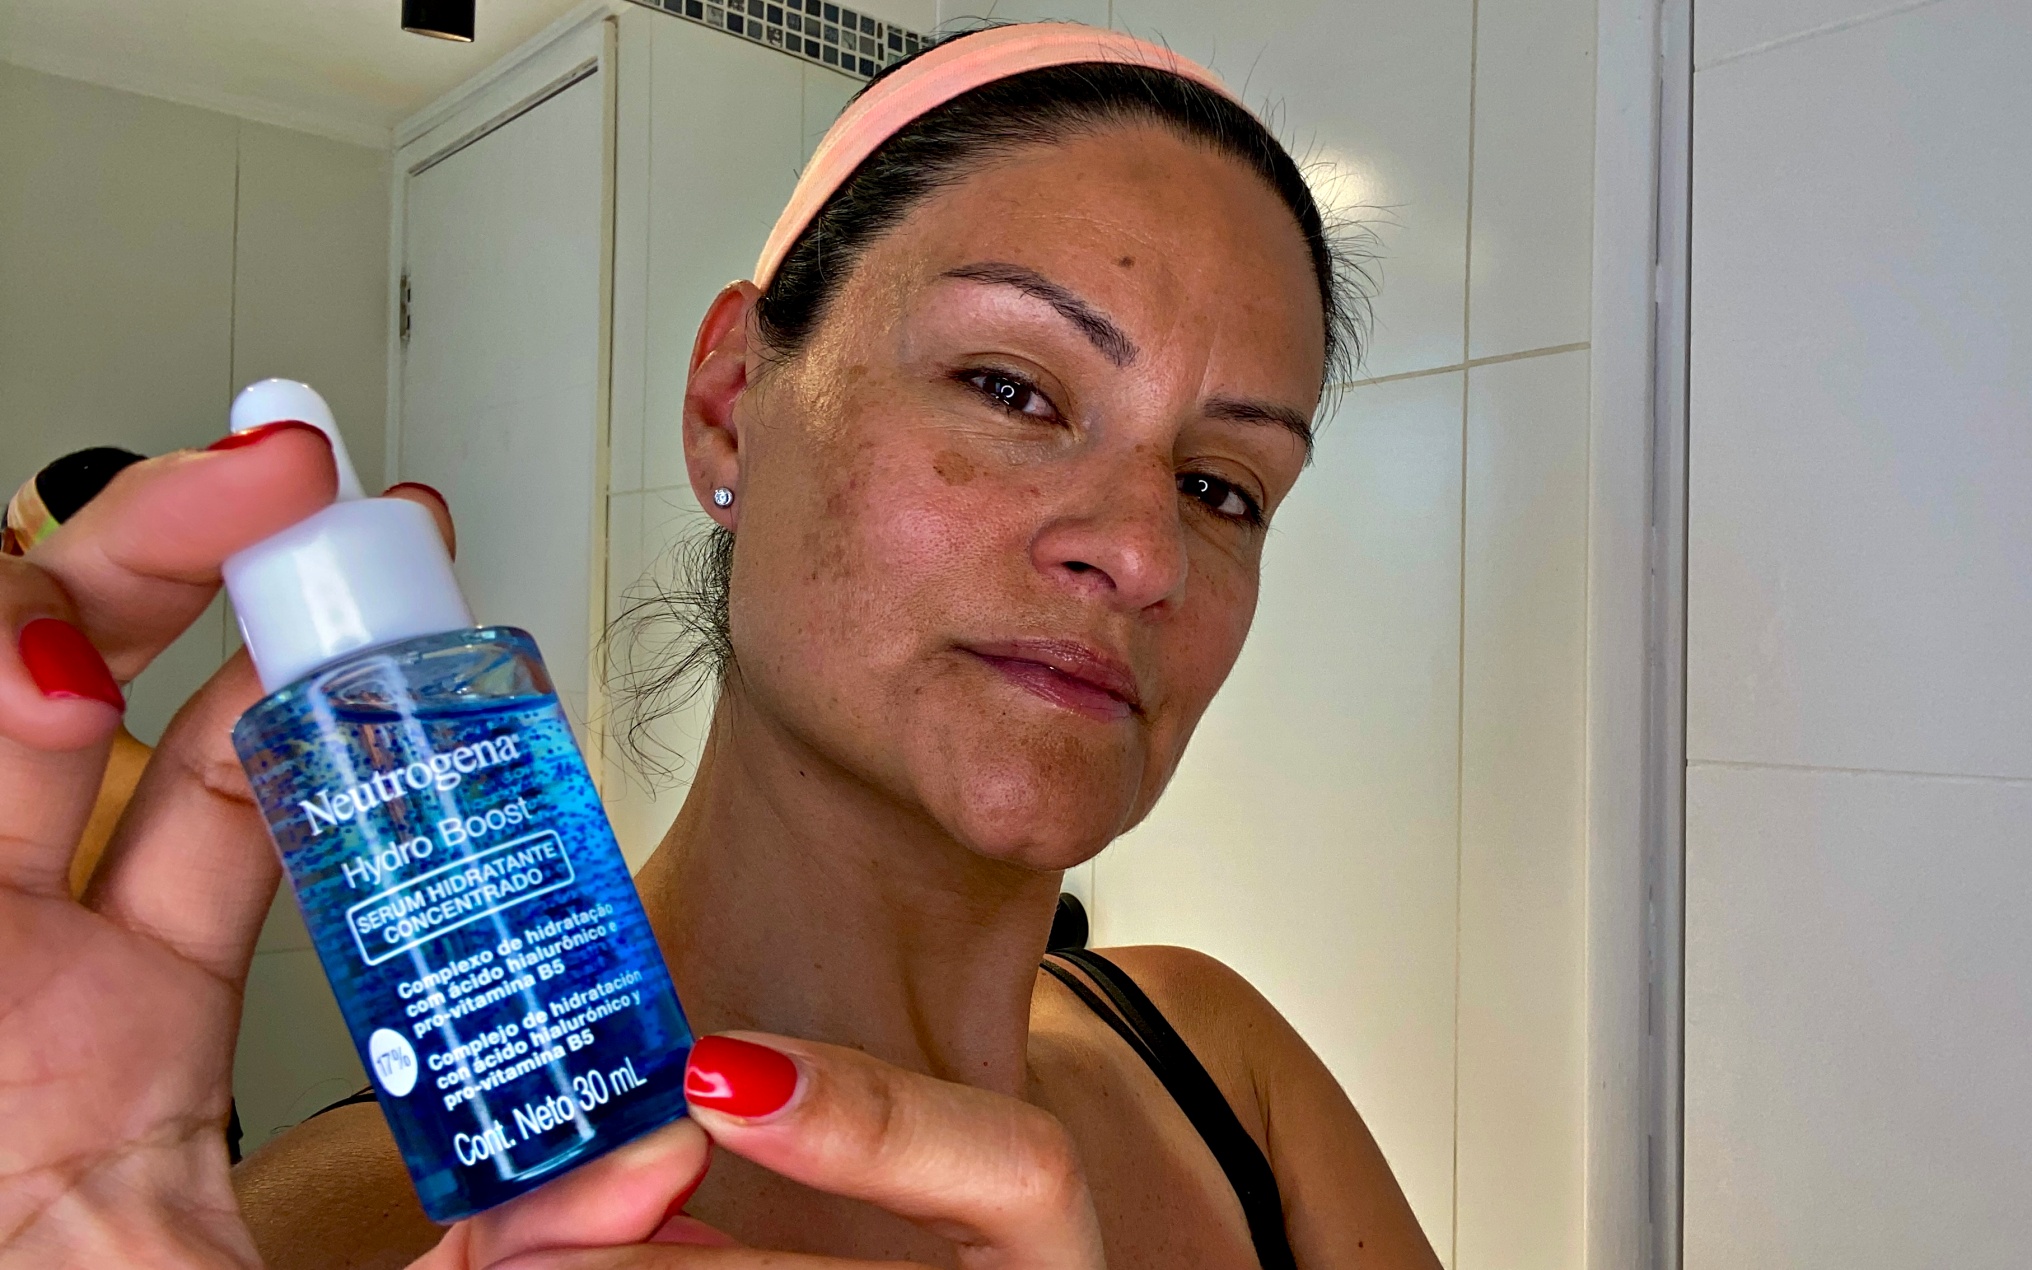 Neutrogena®
Hydro Boost
SERUM HIDRATANTE
CONCENTRADO
Complexo de hidratação
com ácido hialurônico e
pro-vitamina B5
17%
Complejo de hidratación
con ácido hialurónico y
pro-vitamina B5
Cont. Neto 30 mL